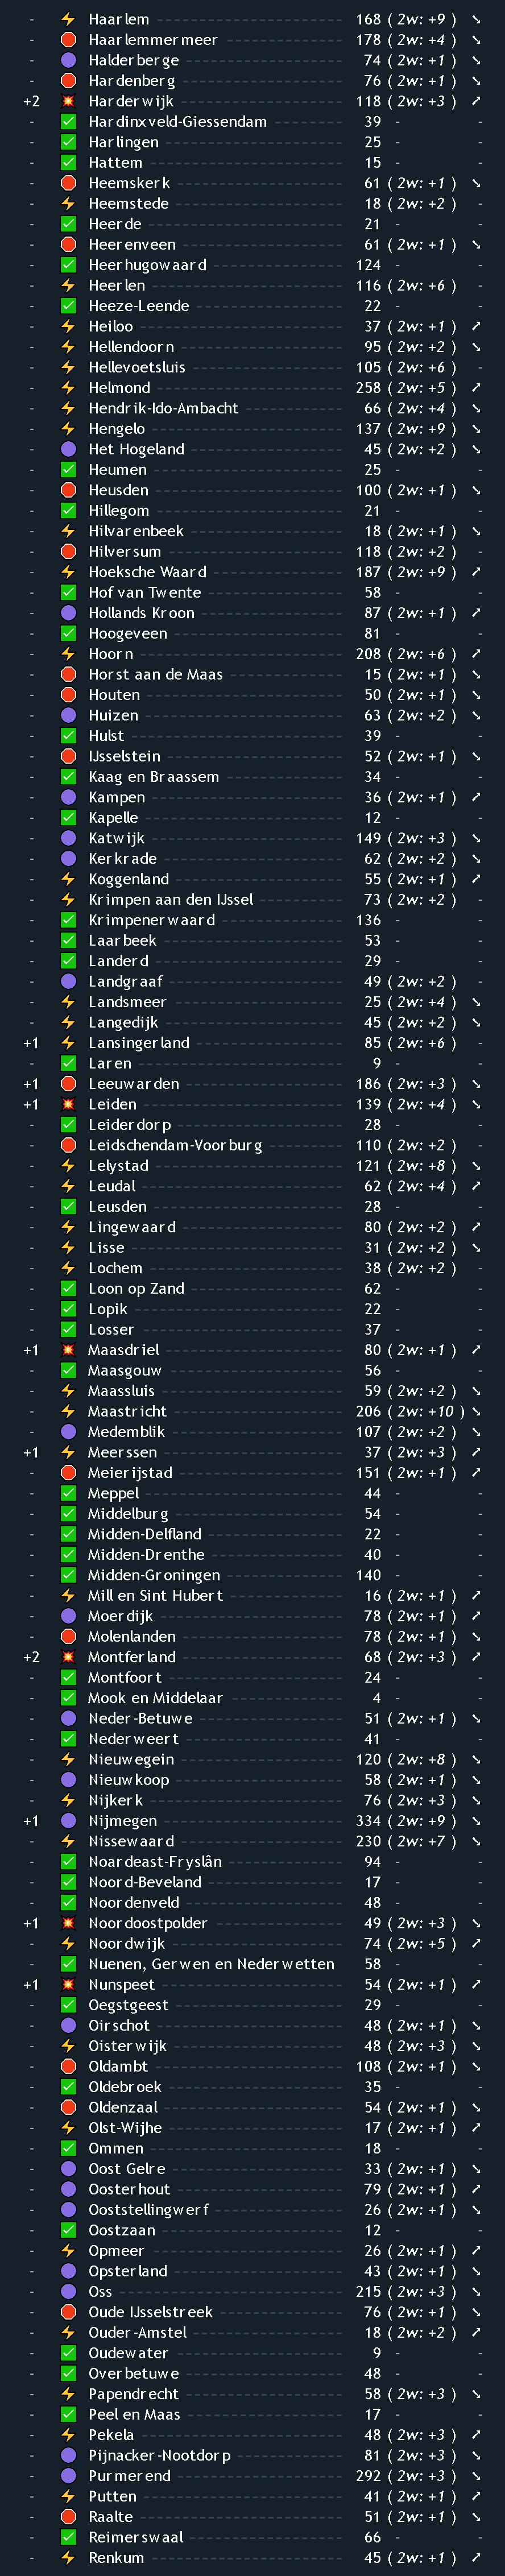 - ⚡ Haarlem 168 ( 2w: +9 ) ↘
- 🛑 Haarlemmermeer 178 ( 2w: +4 ) ↘
- 🟣 Halderberge 74 ( 2w: +1 ) ↘
- 🛑 Hardenberg 76 ( 2w: +1 ) ↘
+2 💥 Harderwijk 118 ( 2w: +3 ) ↗
- ✅ Hardinxveld-Giessendam 39 - -
- ✅ Harlingen 25 - -
- ✅ Hattem 15 - -
- 🛑 Heemskerk 61 ( 2w: +1 ) ↘
- ⚡ Heemstede 18 ( 2w: +2 ) -
- ✅ Heerde 21 - -
- 🛑 Heerenveen 61 ( 2w: +1 ) ↘
- ✅ Heerhugowaard 124 - -
- ⚡ Heerlen 116 ( 2w: +6 ) -
- ✅ Heeze-Leende 22 - -
- ⚡ Heiloo 37 ( 2w: +1 ) ↗
- ⚡ Hellendoorn 95 ( 2w: +2 ) ↘
- ⚡ Hellevoetsluis 105 ( 2w: +6 ) -
- ⚡ Helmond 258 ( 2w: +5 ) ↗
- ⚡ Hendrik-Ido-Ambacht 66 ( 2w: +4 ) ↘
- ⚡ Hengelo 137 ( 2w: +9 ) ↘
- 🟣 Het Hogeland 45 ( 2w: +2 ) ↘
- ✅ Heumen 25 - -
- 🛑 Heusden 100 ( 2w: +1 ) ↘
- ✅ Hillegom 21 - -
- ⚡ Hilvarenbeek 18 ( 2w: +1 ) ↘
- 🛑 Hilversum 118 ( 2w: +2 ) -
- ⚡ Hoeksche Waard 187 ( 2w: +9 ) ↗
- ✅ Hof van Twente 58 - -
- 🟣 Hollands Kroon 87 ( 2w: +1 ) ↗
- ✅ Hoogeveen 81 - -
- ⚡ Hoorn 208 ( 2w: +6 ) ↗
- 🛑 Horst aan de Maas 15 ( 2w: +1 ) ↘
- 🛑 Houten 50 ( 2w: +1 ) ↘
- 🟣 Huizen 63 ( 2w: +2 ) ↘
- ✅ Hulst 39 - -
- 🛑 IJsselstein 52 ( 2w: +1 ) ↘
- ✅ Kaag en Braassem 34 - -
- 🟣 Kampen 36 ( 2w: +1 ) ↗
- ✅ Kapelle 12 - -
- 🟣 Katwijk 149 ( 2w: +3 ) ↘
- 🟣 Kerkrade 62 ( 2w: +2 ) ↘
- ⚡ Koggenland 55 ( 2w: +1 ) ↗
- ⚡ Krimpen aan den IJssel 73 ( 2w: +2 ) -
- ✅ Krimpenerwaard 136 - -
- ✅ Laarbeek 53 - -
- ✅ Landerd 29 - -
- 🟣 Landgraaf 49 ( 2w: +2 ) -
- ⚡ Landsmeer 25 ( 2w: +4 ) ↘
- ⚡ Langedijk 45 ( 2w: +2 ) ↘
+1 ⚡ Lansingerland 85 ( 2w: +6 ) -
- ✅ Laren 9 - -
+1 🛑 Leeuwarden 186 ( 2w: +3 ) ↘
+1 💥 Leiden 139 ( 2w: +4 ) ↘
- ✅ Leiderdorp 28 - -
- 🛑 Leidschendam-Voorburg 110 ( 2w: +2 ) -
- ⚡ Lelystad 121 ( 2w: +8 ) ↘
- ⚡ Leudal 62 ( 2w: +4 ) ↗
- ✅ Leusden 28 - -
- ⚡ Lingewaard 80 ( 2w: +2 ) ↗
- ⚡ Lisse 31 ( 2w: +2 ) ↘
- ⚡ Lochem 38 ( 2w: +2 ) -
- ✅ Loon op Zand 62 - -
- ✅ Lopik 22 - -
- ✅ Losser 37 - -
+1 💥 Maasdriel 80 ( 2w: +1 ) ↗
- ✅ Maasgouw 56 - -
- ⚡ Maassluis 59 ( 2w: +2 ) ↘
- ⚡ Maastricht 206 ( 2w: +10 ) ↘
- 🟣 Medemblik 107 ( 2w: +2 ) ↘
+1 ⚡ Meerssen 37 ( 2w: +3 ) ↗
- 🛑 Meierijstad 151 ( 2w: +1 ) ↗
- ✅ Meppel 44 - -
- ✅ Middelburg 54 - -
- ✅ Midden-Delfland 22 - -
- ✅ Midden-Drenthe 40 - -
- ✅ Midden-Groningen 140 - -
- ⚡ Mill en Sint Hubert 16 ( 2w: +1 ) ↗
- 🟣 Moerdijk 78 ( 2w: +1 ) ↗
- 🛑 Molenlanden 78 ( 2w: +1 ) ↘
+2 💥 Montferland 68 ( 2w: +3 ) ↗
- ✅ Montfoort 24 - -
- ✅ Mook en Middelaar 4 - -
- 🟣 Neder-Betuwe 51 ( 2w: +1 ) ↘
- ✅ Nederweert 41 - -
- ⚡ Nieuwegein 120 ( 2w: +8 ) ↘
- 🟣 Nieuwkoop 58 ( 2w: +1 ) ↘
- ⚡ Nijkerk 76 ( 2w: +3 ) ↘
+1 🟣 Nijmegen 334 ( 2w: +9 ) ↘
- ⚡ Nissewaard 230 ( 2w: +7 ) ↘
- ✅ Noardeast-Fryslân 94 - -
- ✅ Noord-Beveland 17 - -
- ✅ Noordenveld 48 - -
+1 💥 Noordoostpolder 49 ( 2w: +3 ) ↘
- ⚡ Noordwijk 74 ( 2w: +5 ) ↗
- ✅ Nuenen, Gerwen en Nederwetten 58 - -
+1 💥 Nunspeet 54 ( 2w: +1 ) ↗
- ✅ Oegstgeest 29 - -
- 🟣 Oirschot 48 ( 2w: +1 ) ↘
- ⚡ Oisterwijk 48 ( 2w: +3 ) ↘
- 🛑 Oldambt 108 ( 2w: +1 ) ↘
- ✅ Oldebroek 35 - -
- 🛑 Oldenzaal 54 ( 2w: +1 ) ↘
- ⚡ Olst-Wijhe 17 ( 2w: +1 ) ↗
- ✅ Ommen 18 - -
- 🟣 Oost Gelre 33 ( 2w: +1 ) ↘
- 🟣 Oosterhout 79 ( 2w: +1 ) ↗
- 🟣 Ooststellingwerf 26 ( 2w: +1 ) ↘
- ✅ Oostzaan 12 - -
- ⚡ Opmeer 26 ( 2w: +1 ) ↗
- 🟣 Opsterland 43 ( 2w: +1 ) ↘
- 🟣 Oss 215 ( 2w: +3 ) ↘
- 🛑 Oude IJsselstreek 76 ( 2w: +1 ) ↘
- ⚡ Ouder-Amstel 18 ( 2w: +2 ) ↗
- ✅ Oudewater 9 - -
- ✅ Overbetuwe 48 - -
- ⚡ Papendrecht 58 ( 2w: +3 ) ↘
- ✅ Peel en Maas 17 - -
- ⚡ Pekela 48 ( 2w: +3 ) ↗
- 🟣 Pijnacker-Nootdorp 81 ( 2w: +3 ) ↘
- 🟣 Purmerend 292 ( 2w: +3 ) ↘
- ⚡ Putten 41 ( 2w: +1 ) ↗
- 🛑 Raalte 51 ( 2w: +1 ) ↘
- ✅ Reimerswaal 66 - -
- ⚡ Renkum 45 ( 2w: +1 ) ↗